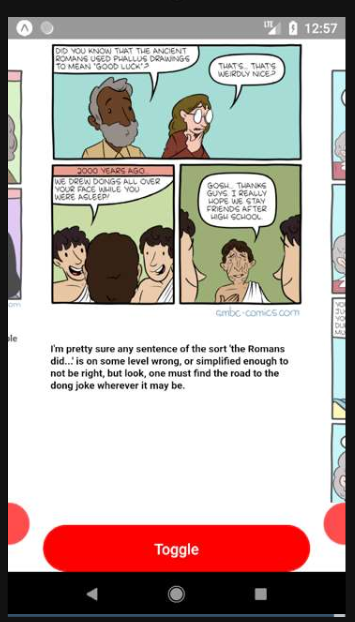 LTE 12:57
DID YOU KNOW THAT THE ANCIENT
ROMANS USED PHALLUS DRAWINGS
TO MEAN "GOOD LUCK"?
THAT'S... THAT'S
WEIRDLY NICE?
2000 YEARS AGO...
WE DREW DONGS ALL OVER
YOUR FACE WHILE YOU
WERE ASLEEP!
GOSH... THANKS
GUYS. I REALLY
HOPE WE STAY
FRIENDS AFTER
HIGH SCHOOL.
smbc-comics.com
I'm pretty sure any sentence of the sort 'the Romans
did...' is on some level wrong, or simplified enough to
not be right, but look, one must find the road to the
dong joke wherever it may be.
Toggle